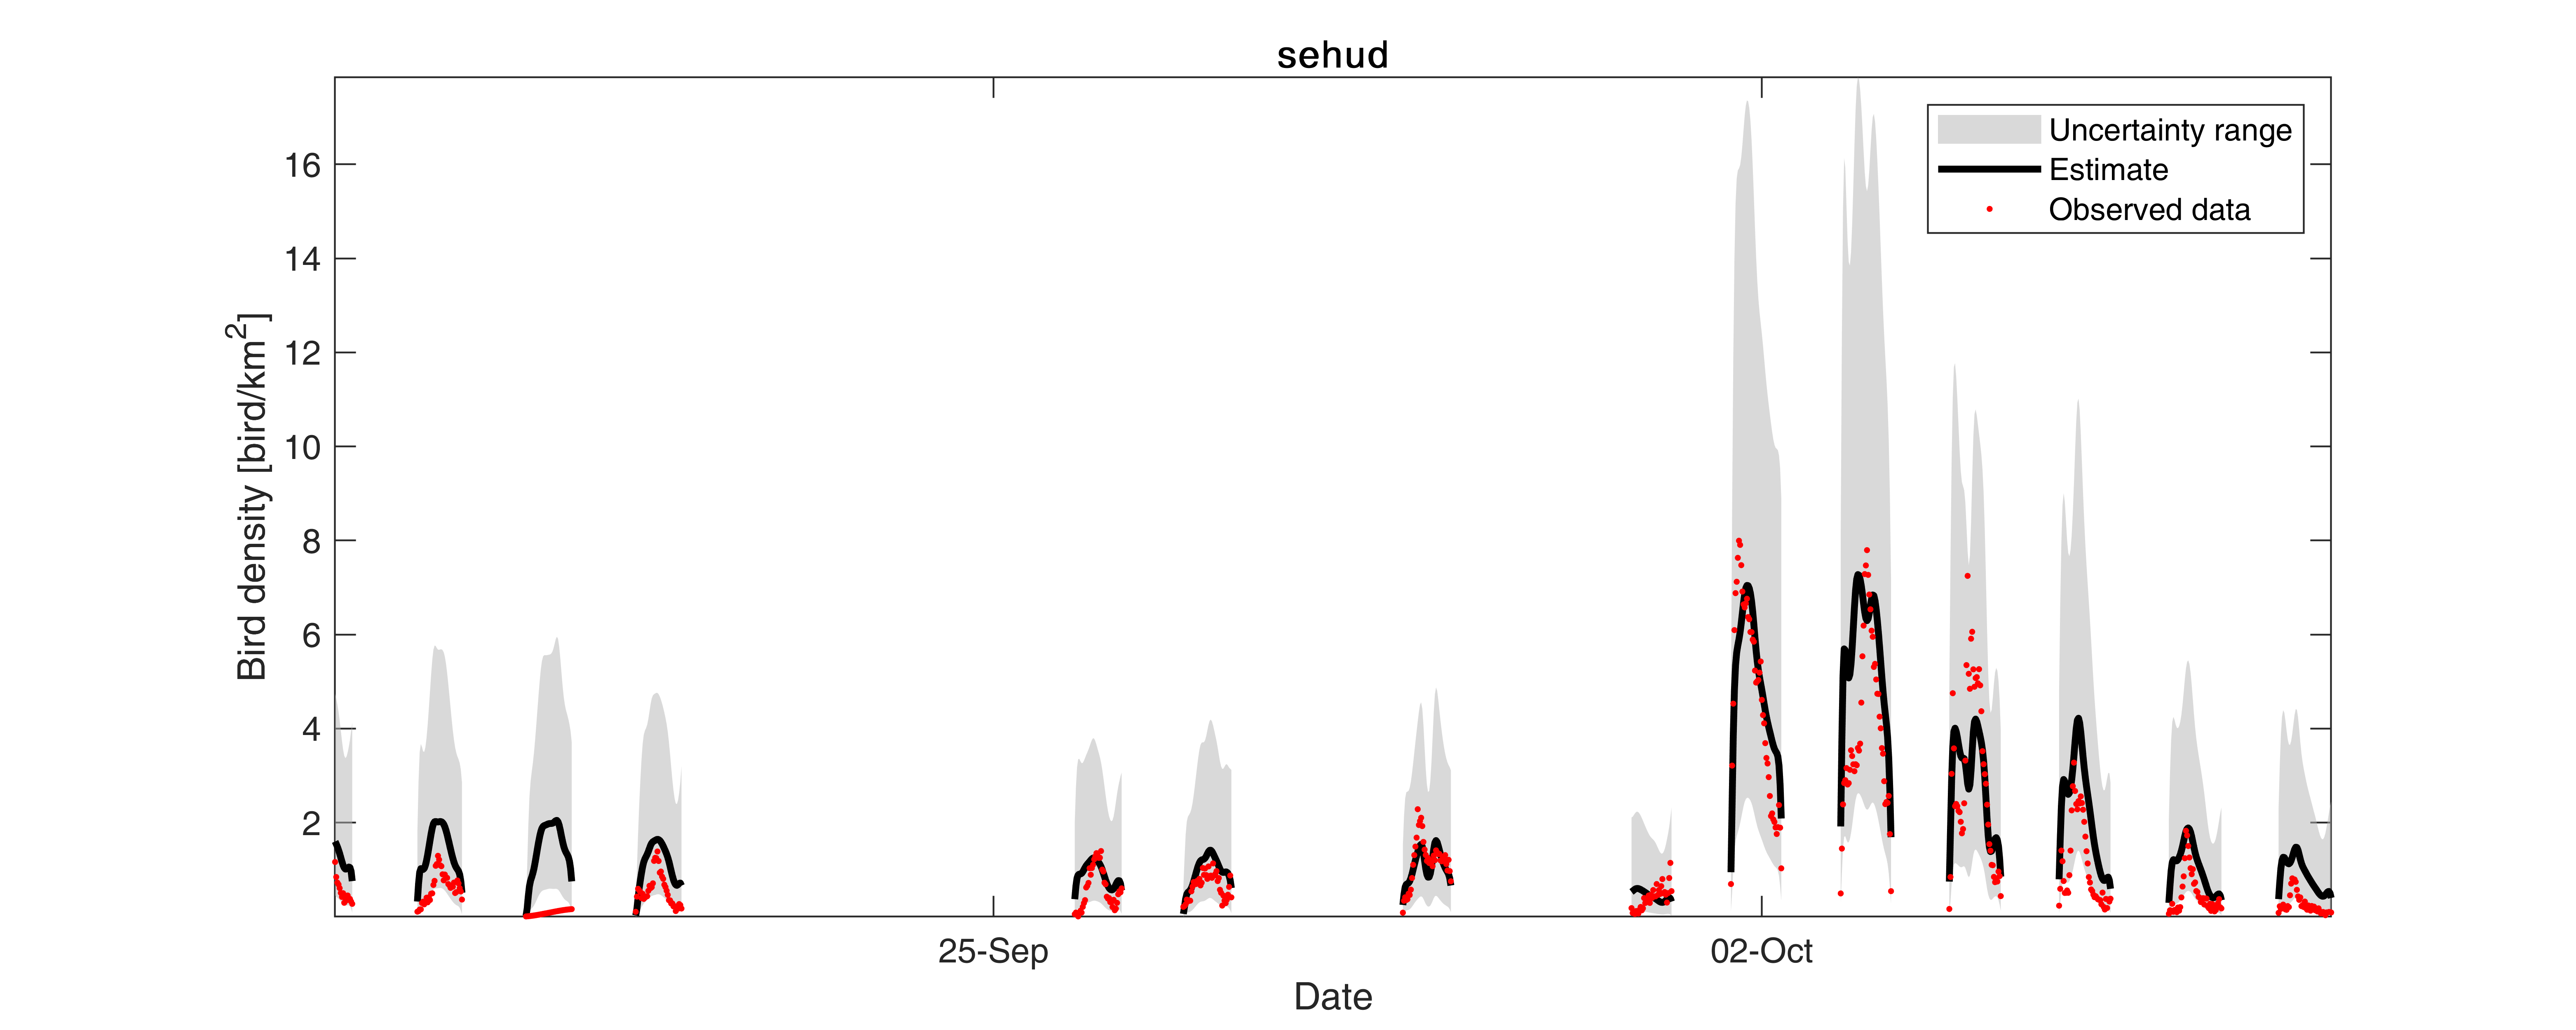 sehud
Uncertainty range
Estimate
Observed data
Bird density [bird/km²]
16
14
12
10
8
6
4
2
25-Sep
02-Oct
Date